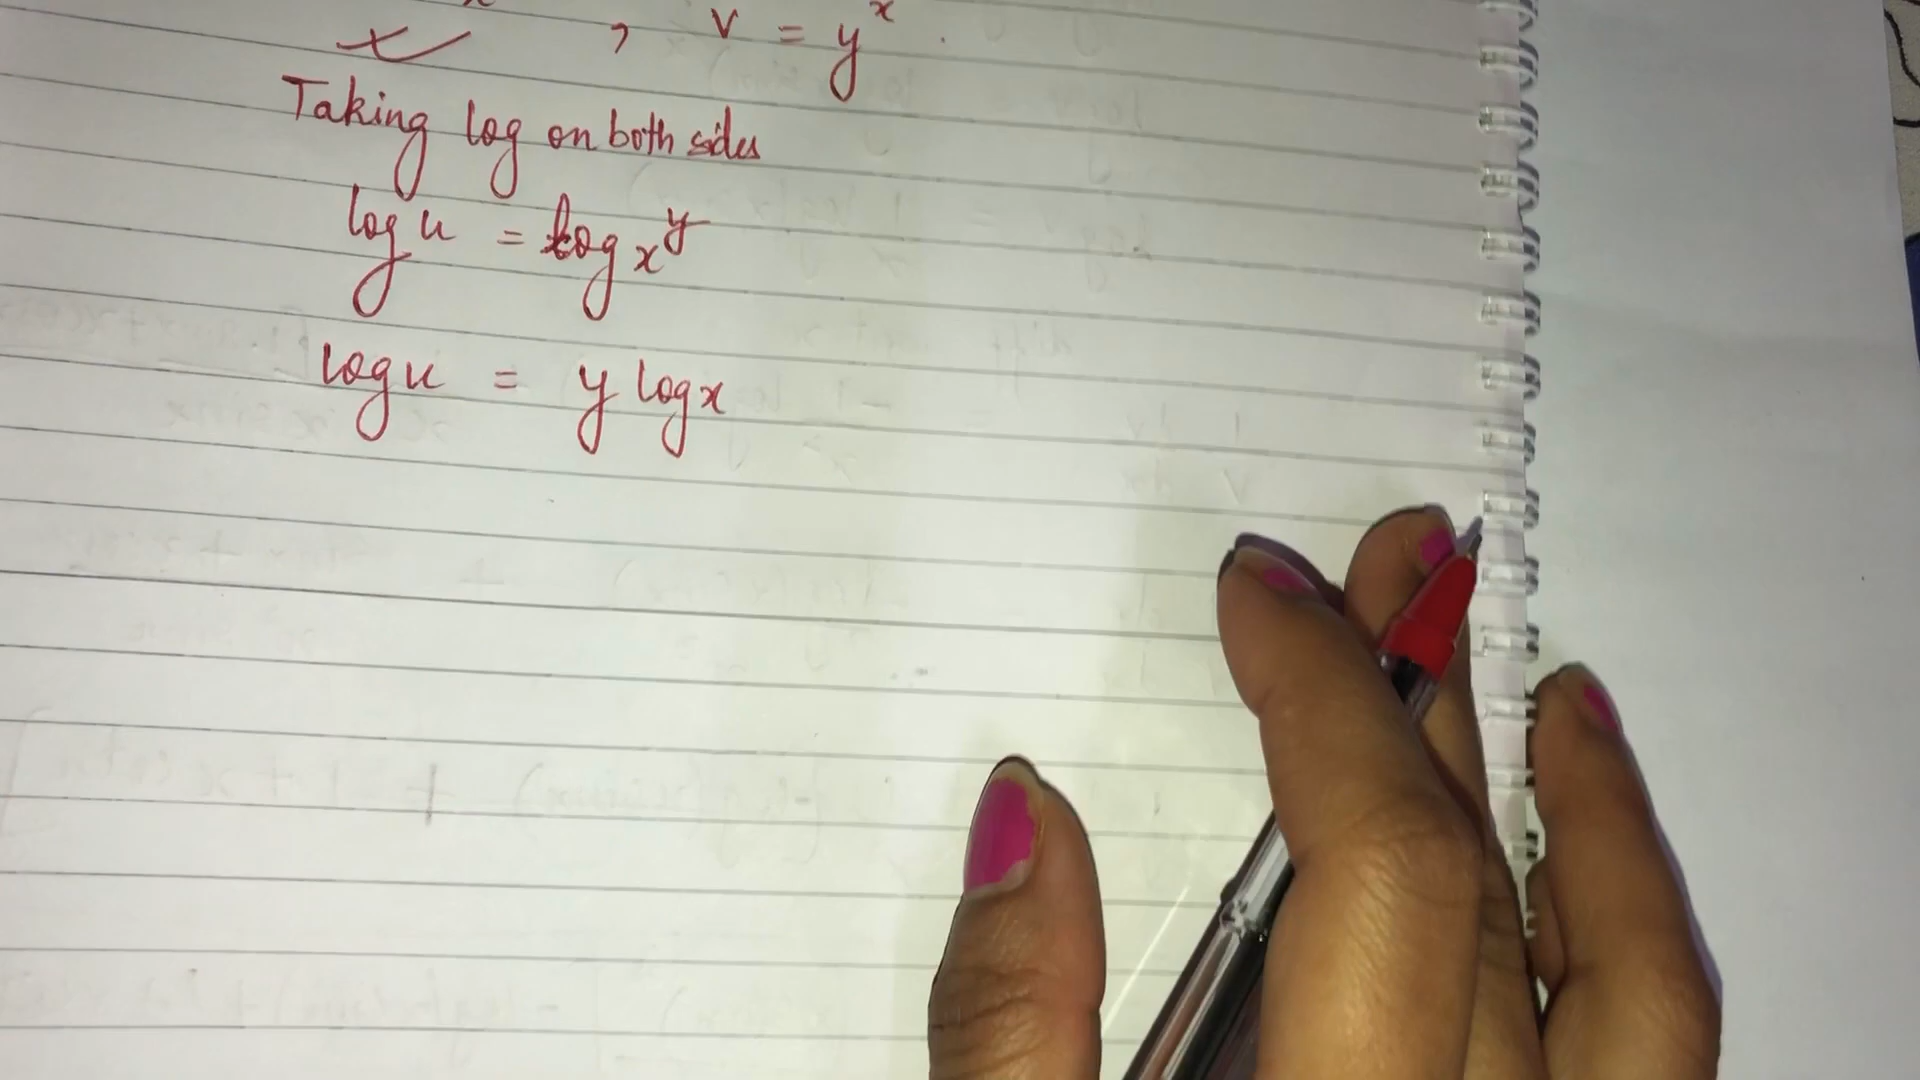 , v = y^x
Taking log on both sides
log u = log x^y
log u = y log x